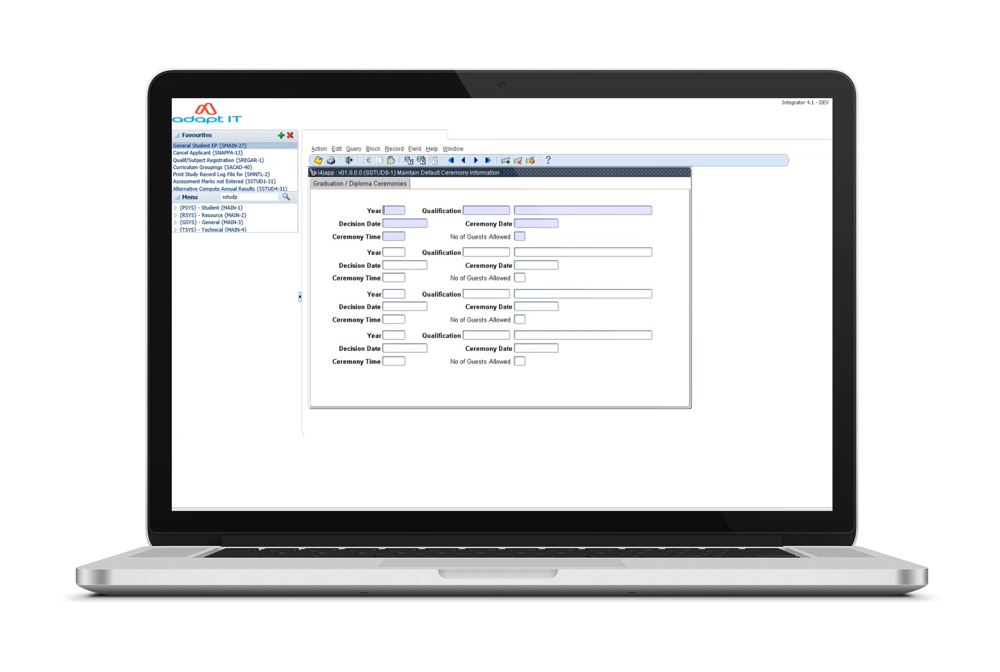 adapt IT
Integrator 4.1 - DEV
Favourites
General Student EP {SMAIN-27}
Cancel Applicant {SNAPPA-13}
Qualif/Subject Registration {SREGAR-1}
Curriculum Groupings {SACAD-40}
Print Study Record Log File for {SMNTL-2}
Assessment Marks not Entered {SSTUD1-31}
Alternative Compute Annual Results {SSTUD4-31}
Menu sstudp
{PSYS} - Student {MAIN-1}
{RSYS} - Resource {MAIN-2}
{GSYS} - General {MAIN-3}
{TSYS} - Technical {MAIN-4}
Action Edit Query Block Record Field Help Window
i4japp : v01.0.0.0 (SSTUD8-1) Maintain Default Ceremony Information
Graduation / Diploma Ceremonies
Year Qualification
Decision Date Ceremony Date
Ceremony Time No of Guests Allowed
Year Qualification
Decision Date Ceremony Date
Ceremony Time No of Guests Allowed
Year Qualification
Decision Date Ceremony Date
Ceremony Time No of Guests Allowed
Year Qualification
Decision Date Ceremony Date
Ceremony Time No of Guests Allowed